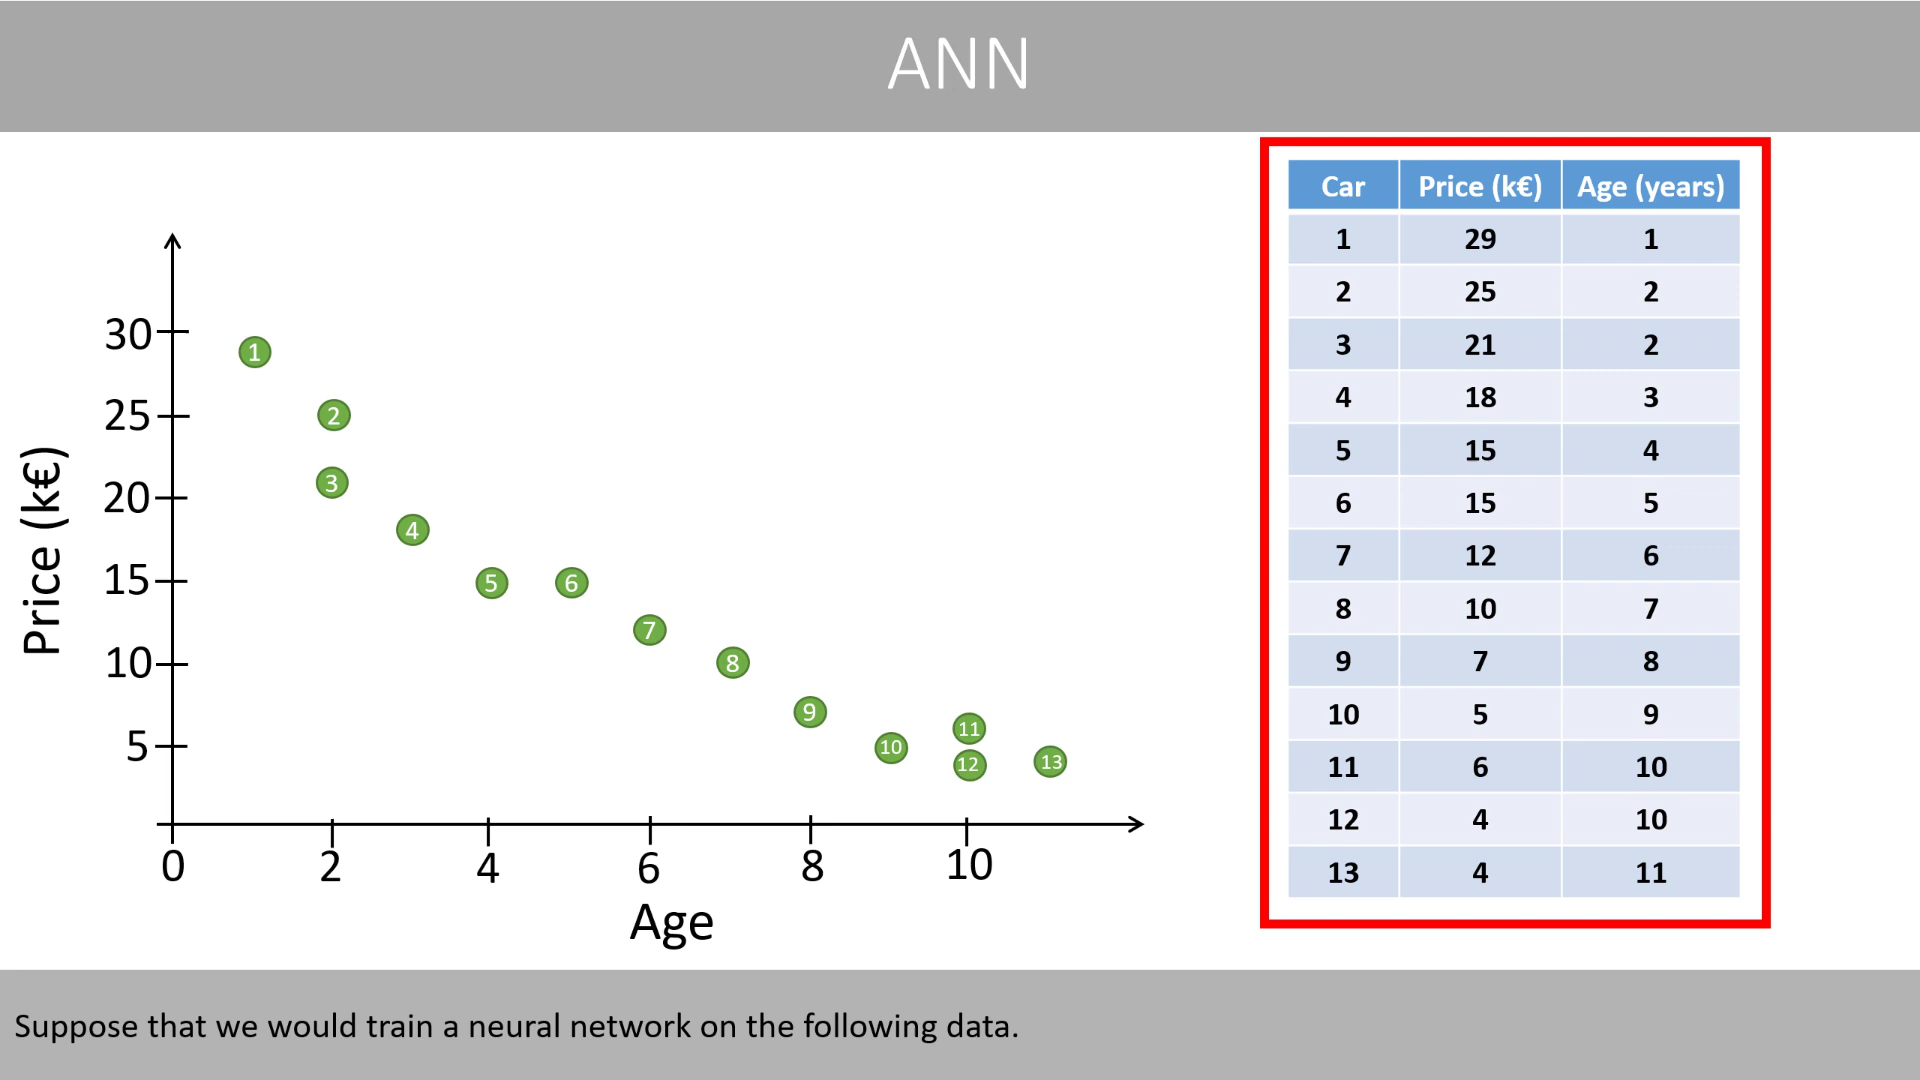 ANN
Price (k€)
30
25
20
15
10
5
1
2
3
4
5
6
7
8
9
10
11
12
13
0 2 4 6 8 10
Age
Car Price (k€) Age (years)
1 29 1
2 25 2
3 21 2
4 18 3
5 15 4
6 15 5
7 12 6
8 10 7
9 7 8
10 5 9
11 6 10
12 4 10
13 4 11
Suppose that we would train a neural network on the following data.